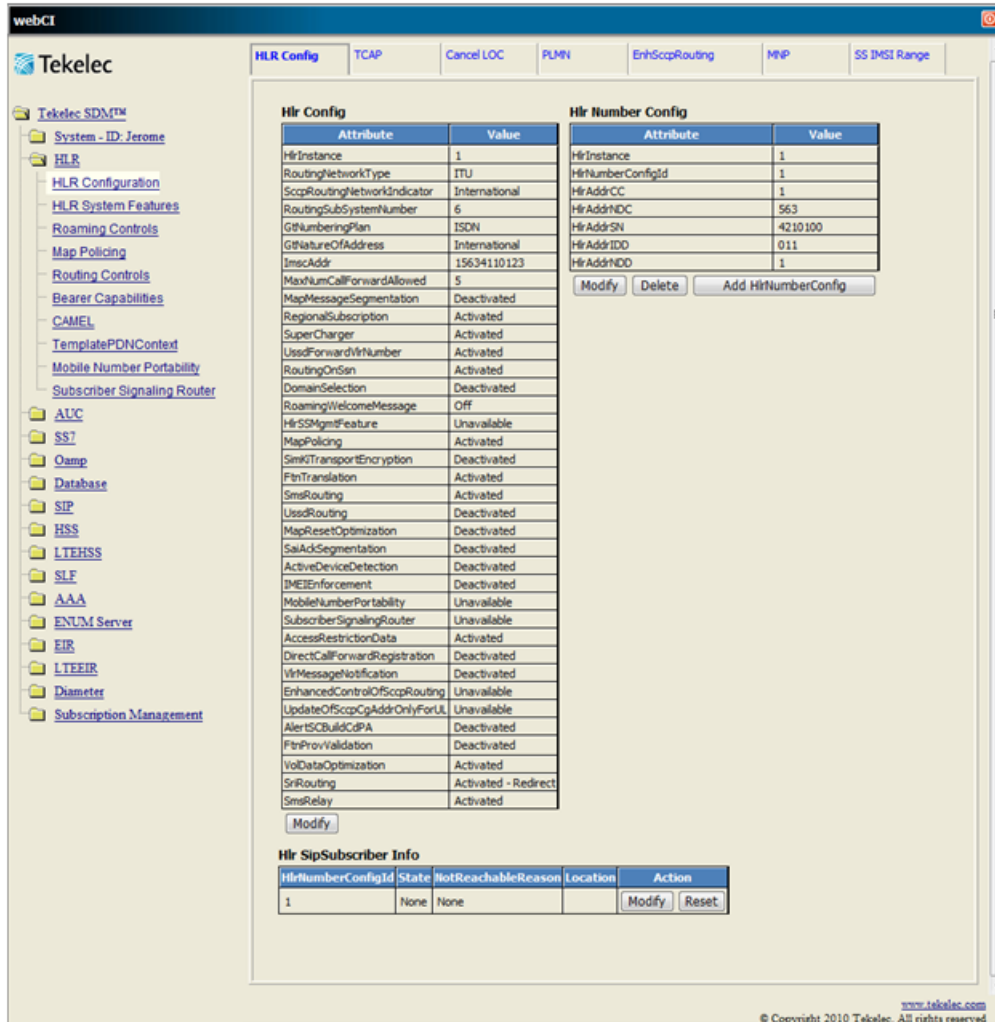 webCI
Tekelec
Tekelec SDM™
System - ID: Jerome
HLR
HLR Configuration
HLR System Features
Roaming Controls
Map Policing
Routing Controls
Bearer Capabilities
CAMEL
TemplatePDNContext
Mobile Number Portability
Subscriber Signaling Router
AUC
SS7
Oamp
Database
SIP
HSS
LTEHSS
SLF
AAA
ENUM Server
EIR
LTEEIR
Diameter
Subscription Management
HLR Config TCAP Cancel LOC PLMN EnhSccpRouting MNP SS IMSI Range
Hlr Config
Attribute Value
HlrInstance 1
RoutingNetworkType ITU
SccpRoutingNetworkIndicator International
RoutingSubSystemNumber 6
GtNumberingPlan ISDN
GtNatureOfAddress International
ImscAddr 15634110123
MaxNumCallForwardAllowed 5
MapMessageSegmentation Deactivated
RegionalSubscription Activated
SuperCharger Activated
UssdForwardVlrNumber Activated
RoutingOnSsn Activated
DomainSelection Deactivated
RoamingWelcomeMessage Off
HlrSSMgmtFeature Unavailable
MapPolicing Activated
SimKiTransportEncryption Deactivated
FtnTranslation Activated
SmsRouting Activated
UssdRouting Deactivated
MapResetOptimization Deactivated
SaiAckSegmentation Deactivated
ActiveDeviceDetection Deactivated
IMEIEnforcement Deactivated
MobileNumberPortability Unavailable
SubscriberSignalingRouter Unavailable
AccessRestrictionData Activated
DirectCallForwardRegistration Deactivated
VlrMessageNotification Deactivated
EnhancedControlOfSccpRouting Unavailable
UpdateOfSccpCgAddrOnlyForUL Unavailable
AlertSCBuildCdPA Deactivated
FtnProvValidation Deactivated
VolDataOptimization Activated
SriRouting Activated - Redirect
SmsRelay Activated
Modify
Hlr Number Config
Attribute Value
HlrInstance 1
HlrNumberConfigId 1
HlrAddrCC 1
HlrAddrNDC 563
HlrAddrSN 4210100
HlrAddrIDD 011
HlrAddrNDD 1
Modify Delete Add HlrNumberConfig
Hlr SipSubscriber Info
HlrNumberConfigId State NotReachableReason Location Action
1 None None Modify Reset
www.tekelec.com
© Copyright 2010 Tekelec. All rights reserved